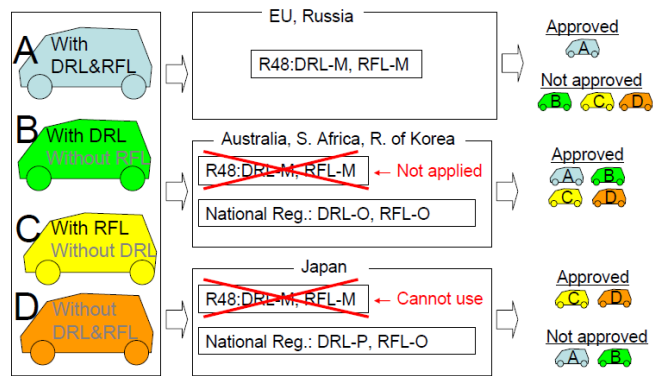 A
With
DRL&RFL
B
With DRL
Without RFL
C
With RFL
Without DRL
D
Without
DRL&RFL
EU, Russia
R48:DRL-M, RFL-M
Approved
A
Not approved
B C D
Australia, S. Africa, R. of Korea
R48:DRL-M, RFL-M
← Not applied
National Reg.: DRL-O, RFL-O
Approved
A B
C D
Japan
R48:DRL-M, RFL-M
← Cannot use
National Reg.: DRL-P, RFL-O
Approved
C D
Not approved
A B